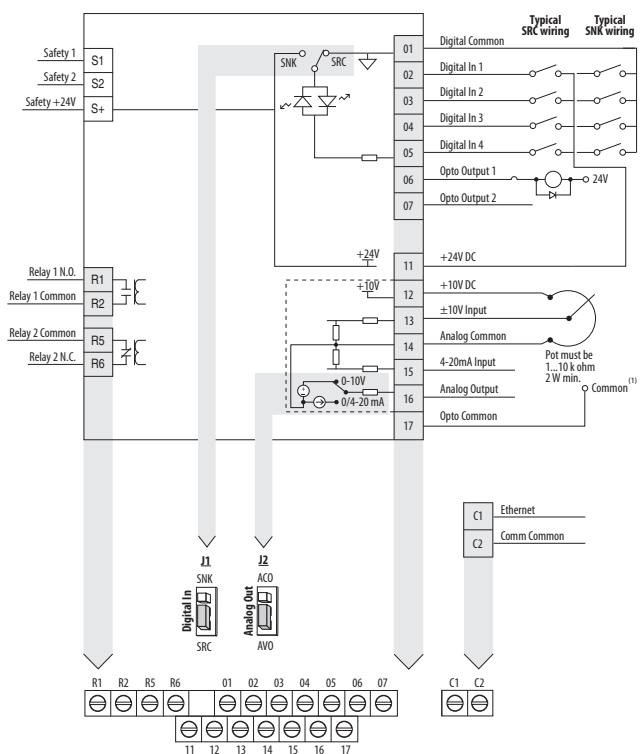 Typical SRC wiring
Typical SNK wiring
Safety 1
S1
Safety 2
S2
Safety +24V
S+
SNK
SRC
01
Digital Common
02
Digital In 1
03
Digital In 2
04
Digital In 3
05
Digital In 4
06
Opto Output 1
24V
07
Opto Output 2
+24V
11
+24V DC
+10V
12
+10V DC
13
±10V Input
14
Analog Common
15
4-20mA Input
16
Analog Output
17
Opto Common
Pot must be
1...10 k ohm
2 W min.
Common (1)
Relay 1 N.O.
R1
Relay 1 Common
R2
Relay 2 Common
R5
Relay 2 N.C.
R6
0-10V
0/4-20 mA
C1
Ethernet
C2
Comm Common
J1
SNK
Digital In
SRC
J2
ACO
Analog Out
AVO
R1 R2 R5 R6 01 02 03 04 05 06 07
C1 C2
11 12 13 14 15 16 17